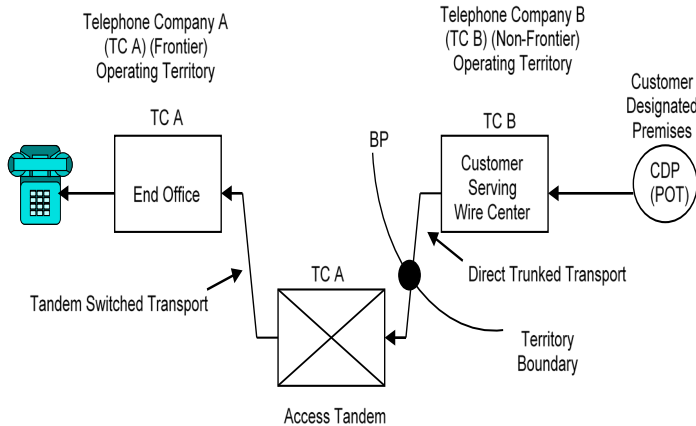 Telephone Company A
(TC A) (Frontier)
Operating Territory
Telephone Company B
(TC B) (Non-Frontier)
Operating Territory
Customer
Designated
Premises
TC A
End Office
BP
TC B
Customer
Serving
Wire Center
CDP
(POT)
Tandem Switched Transport
TC A
Direct Trunked Transport
Territory
Boundary
Access Tandem